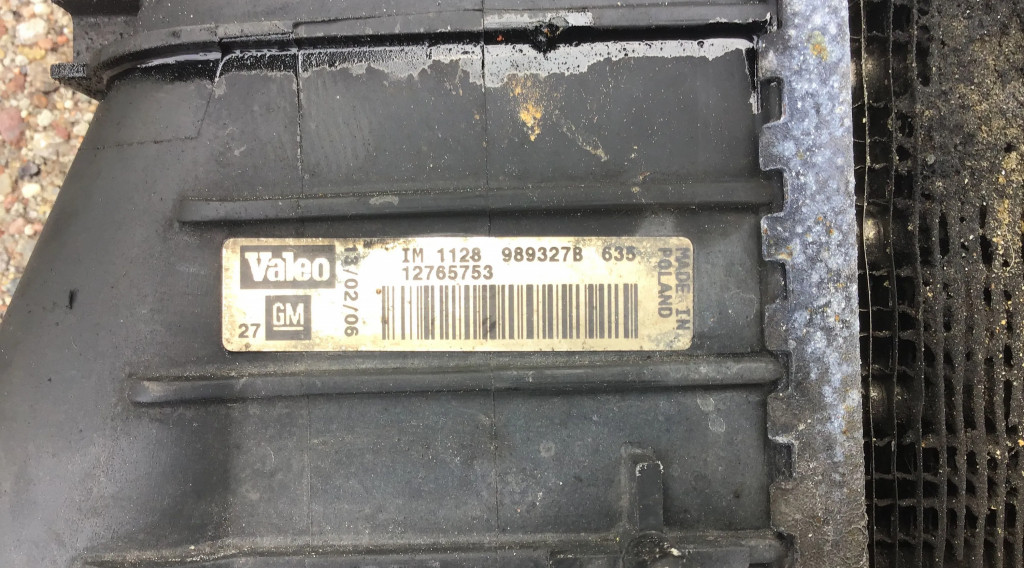 Valeo
GM
27
13/02/06
IM 1128 989327B 635
12765753
MADE IN
POLAND